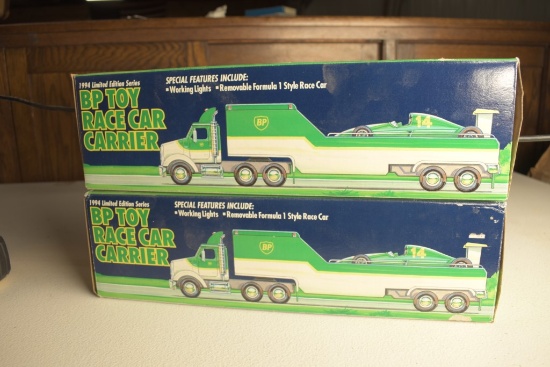 1994 Limited Edition Series
BP TOY
RACE CAR
CARRIER
SPECIAL FEATURES INCLUDE:
•Working Lights •Removable Formula 1 Style Race Car
BP
14
1994 Limited Edition Series
BP TOY
RACE CAR
CARRIER
SPECIAL FEATURES INCLUDE:
•Working Lights •Removable Formula 1 Style Race Car
BP
14